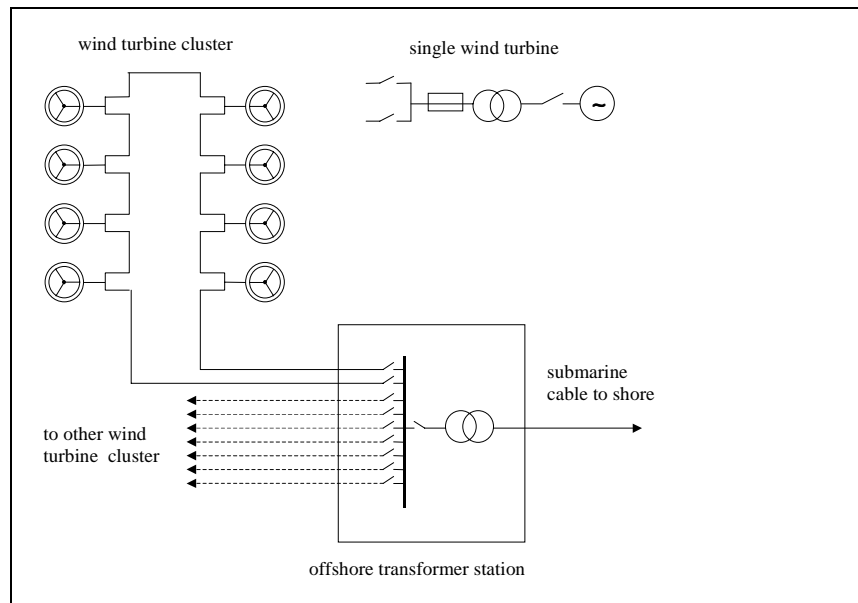 wind turbine cluster
single wind turbine
~
submarine
cable to shore
to other wind
turbine cluster
offshore transformer station